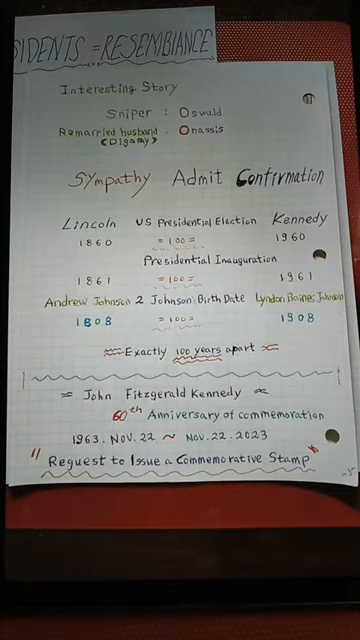 SIDENTS = RESEMBIANCE
Interesting Story
Sniper : Oswald
Remarried husband : Onassis
(Digamy)
Sympathy Admit Confirmation
Lincoln US Presidential Election Kennedy
1860 = 100 = 1960
Presidential Inauguration
1861 = 100 = 1961
Andrew Johnson 2 Johnson Birth Date Lyndon Baines Johnson
1808 = 100 = 1908
Exactly 100 years apart
= John Fitzgerald Kennedy =
60th Anniversary of commemoration
1963. Nov. 22 ~ Nov. 22. 2023
" Request to Issue a Commemorative Stamp "